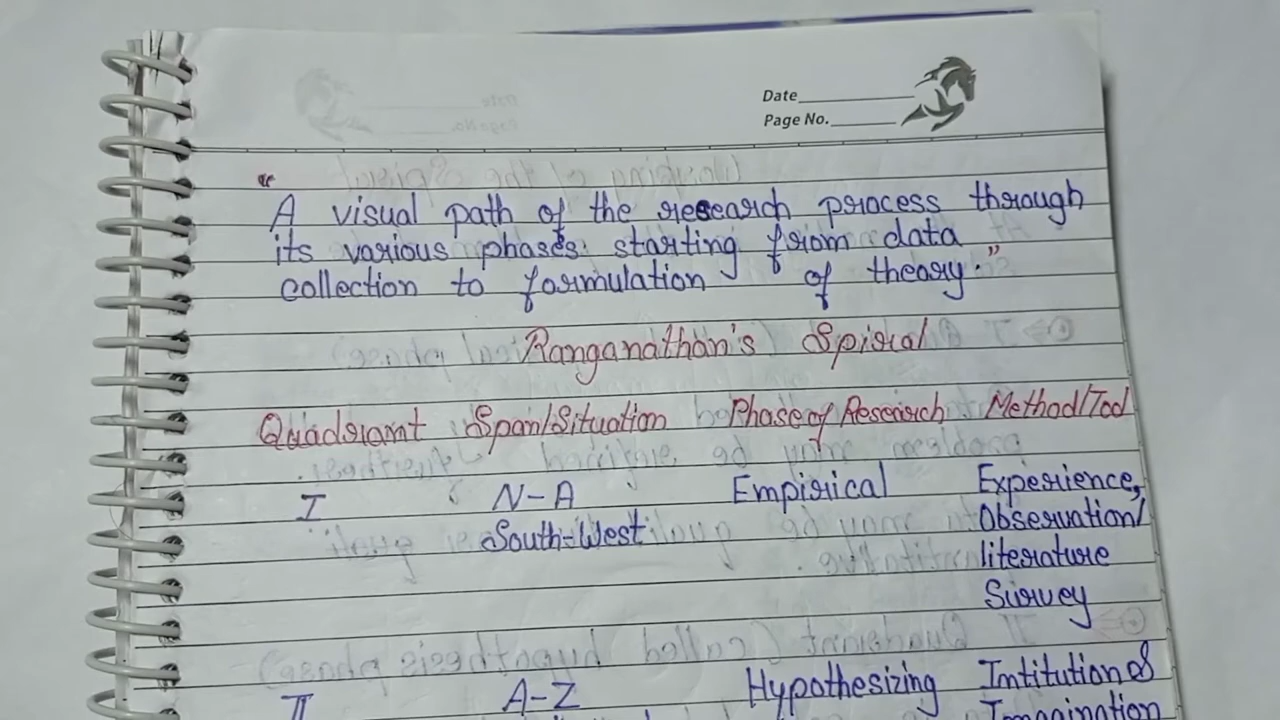 Date
Page No.
"A visual path of the research process through
its various phases starting from data
collection to formulation of theory."
Ranganathan's Spiral
Quadrant Span/Situation Phase of Research Method/Tool
I N-A Empirical Experience,
South-West Observation/
literature
Survey
II A-Z Hypothesizing Intitution &
Imagination